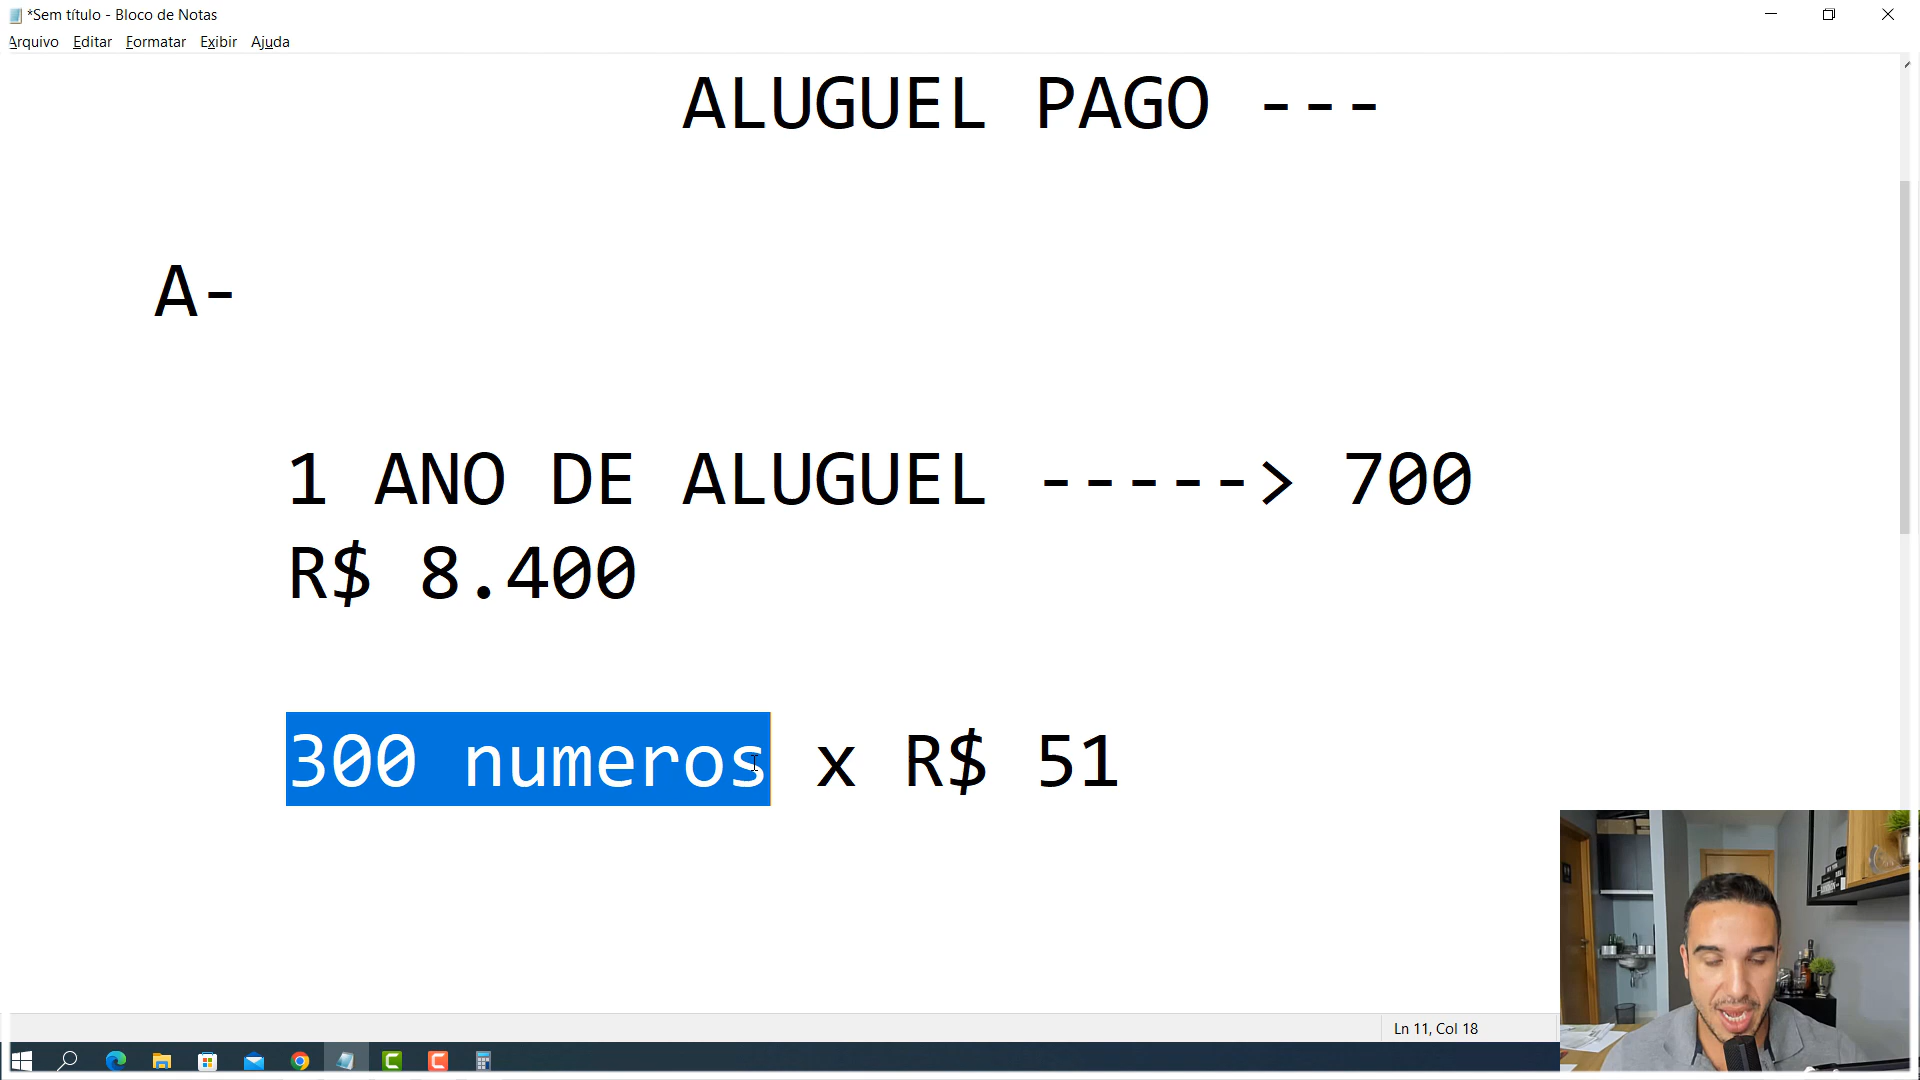 *Sem título - Bloco de Notas
Arquivo Editar Formatar Exibir Ajuda
ALUGUEL PAGO ---
A-
1 ANO DE ALUGUEL -----> 700
R$ 8.400
300 numeros x R$ 51
Ln 11, Col 18